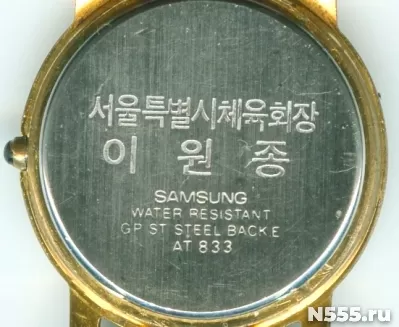 서울특별시체육회장
이 원 종
SAMSUNG
WATER RESISTANT
GP ST STEEL BACK E
AT 833
N555.ru